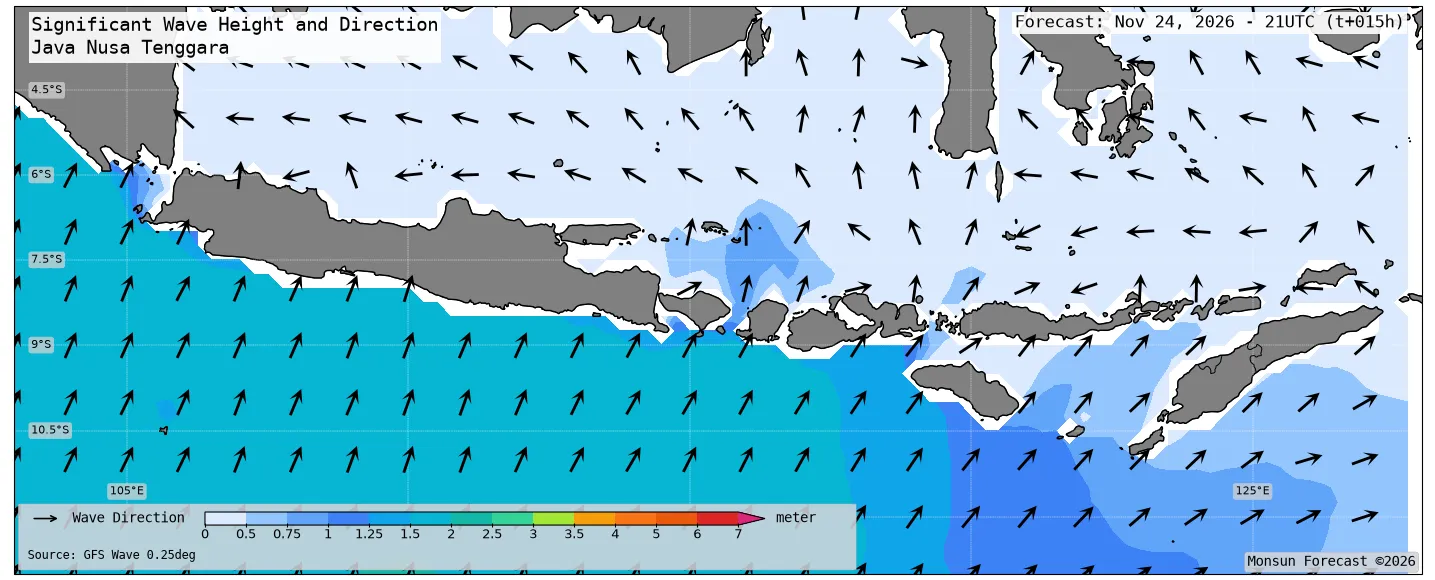 Significant Wave Height and Direction
Java Nusa Tenggara
Forecast: Nov 24, 2026 - 21UTC (t+015h)
4.5°S
6°S
7.5°S
9°S
10.5°S
105°E
125°E
Wave Direction
0 0.5 0.75 1 1.25 1.5 2 2.5 3 3.5 4 5 6 7
meter
Source: GFS Wave 0.25deg
Monsun Forecast ©2026